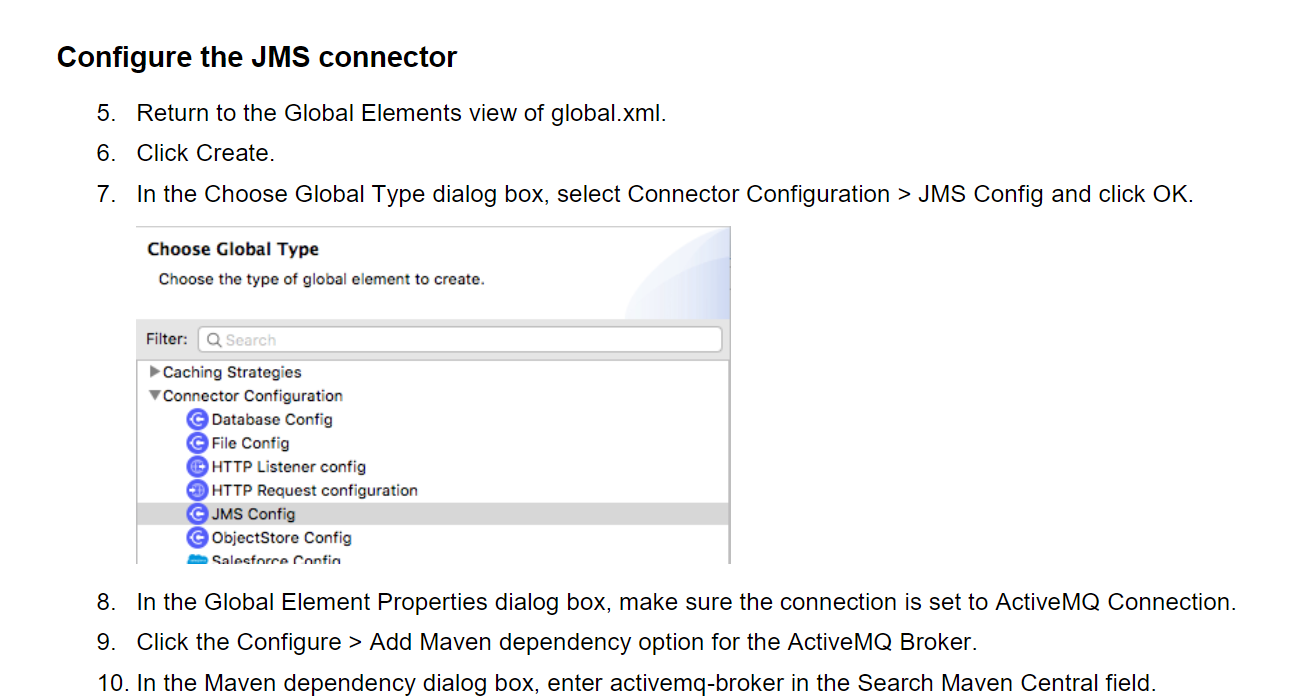 Configure the JMS connector
5. Return to the Global Elements view of global.xml.
6. Click Create.
7. In the Choose Global Type dialog box, select Connector Configuration > JMS Config and click OK.
Choose Global Type
Choose the type of global element to create.
Filter: Search
Caching Strategies
Connector Configuration
Database Config
File Config
HTTP Listener config
HTTP Request configuration
JMS Config
ObjectStore Config
Salesforce Config
8. In the Global Element Properties dialog box, make sure the connection is set to ActiveMQ Connection.
9. Click the Configure > Add Maven dependency option for the ActiveMQ Broker.
10. In the Maven dependency dialog box, enter activemq-broker in the Search Maven Central field.